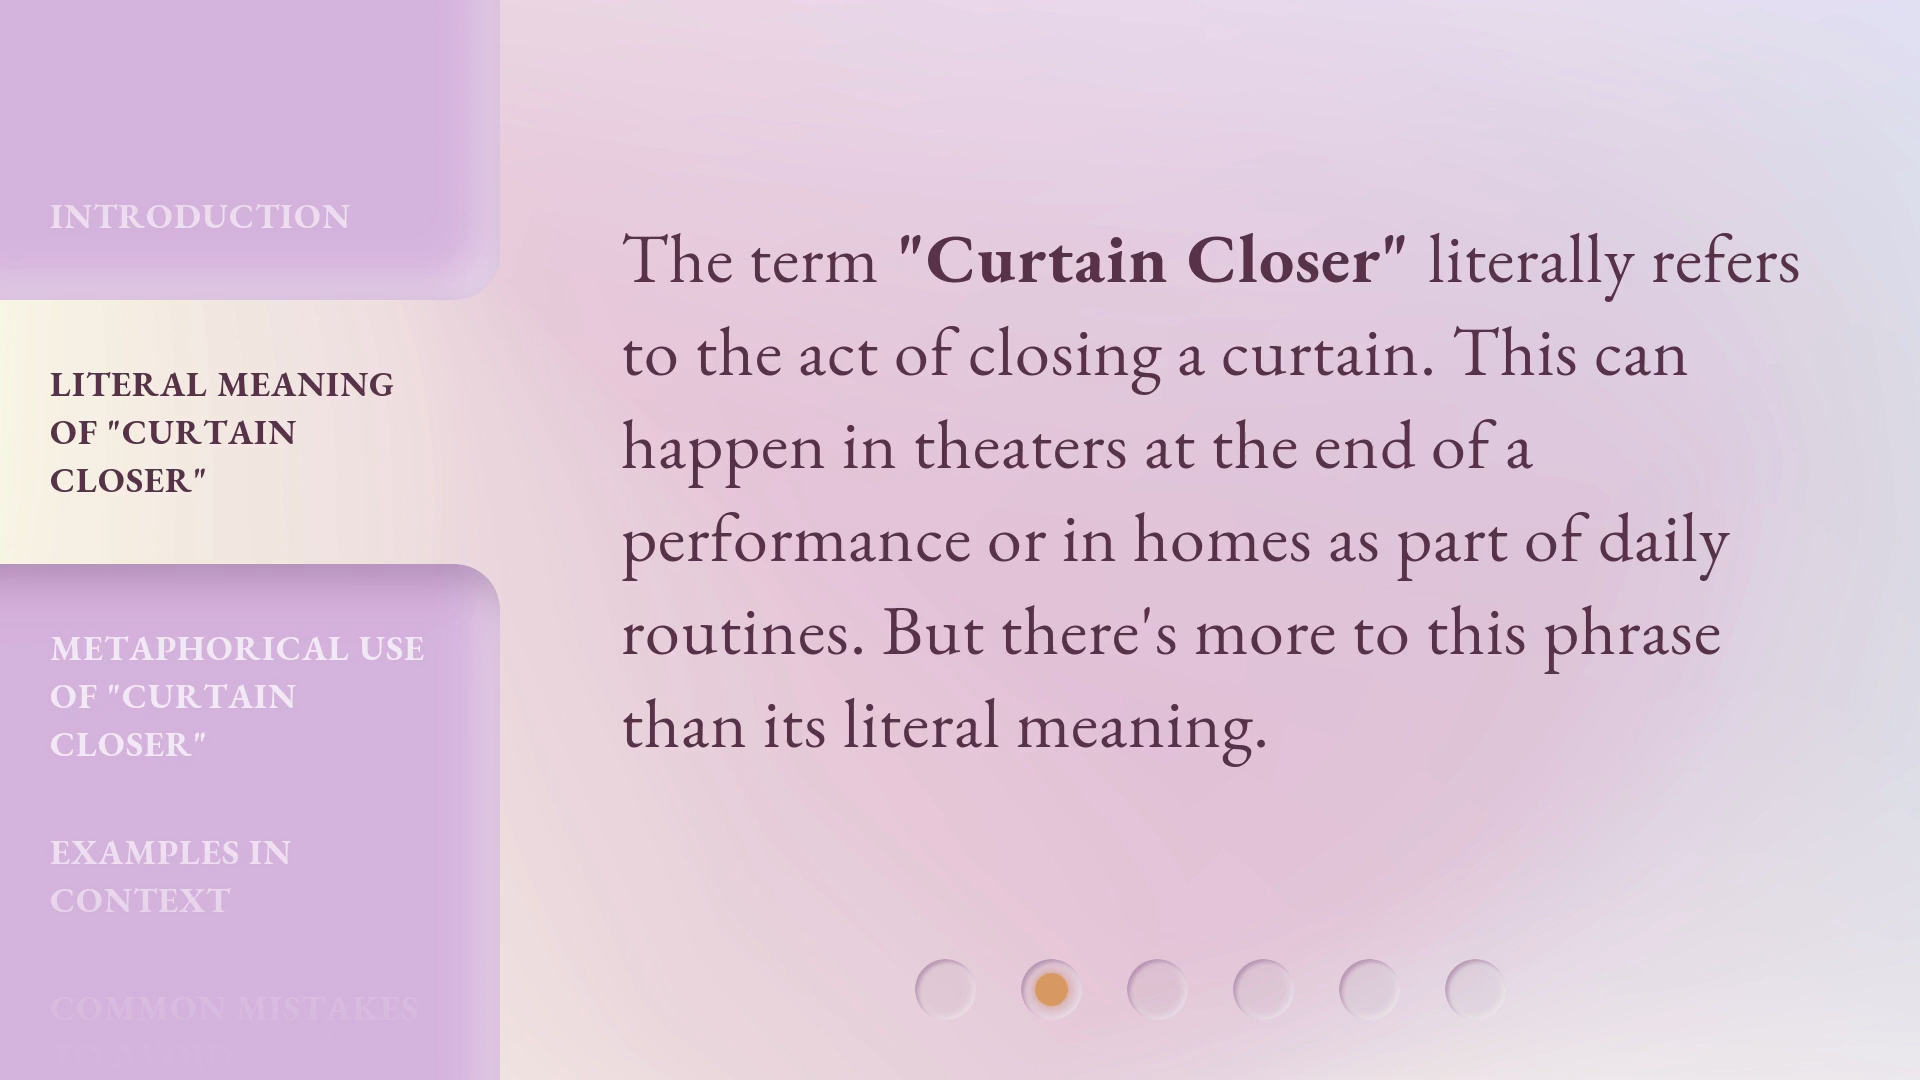 INTRODUCTION
LITERAL MEANING
OF "CURTAIN
CLOSER"
METAPHORICAL USE
OF "CURTAIN
CLOSER"
EXAMPLES IN
CONTEXT
COMMON MISTAKES
TO AVOID
The term "Curtain Closer" literally refers
to the act of closing a curtain. This can
happen in theaters at the end of a
performance or in homes as part of daily
routines. But there's more to this phrase
than its literal meaning.